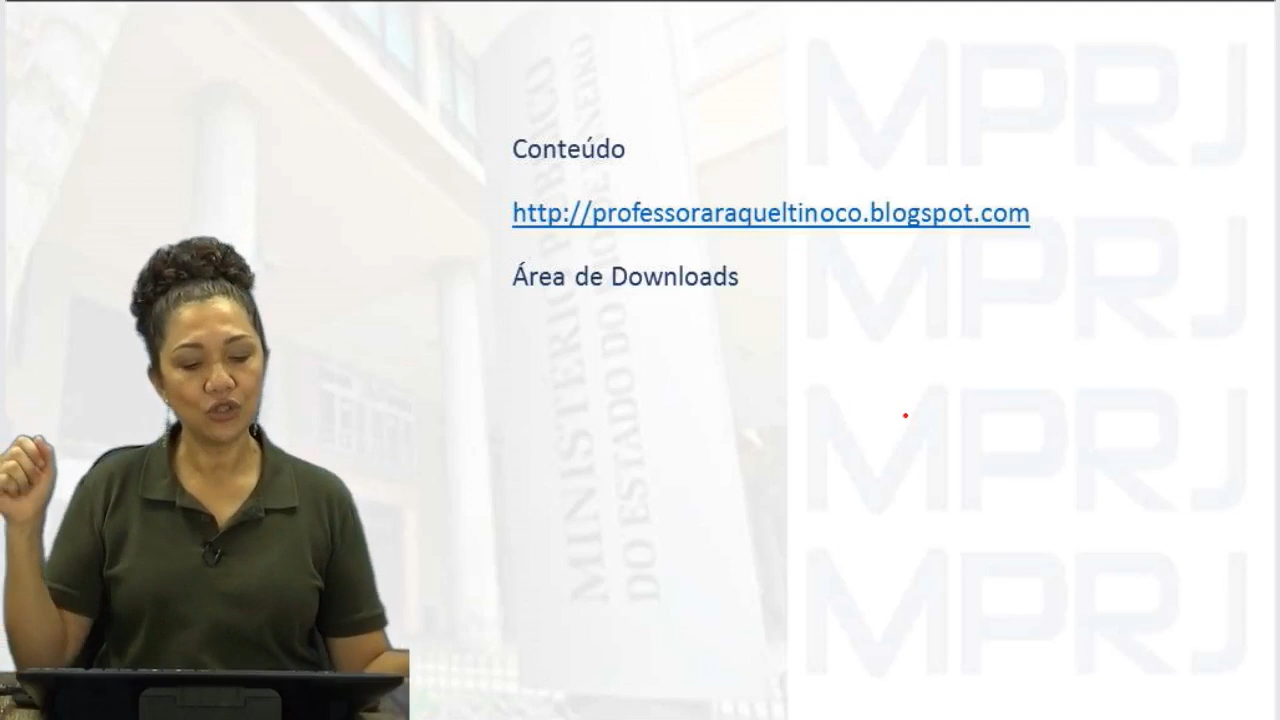 Conteúdo
http://professoraraqueltinoco.blogspot.com
Área de Downloads
MINISTÉRIO PÚBLICO
DO ESTADO DO RIO DE JANEIRO
MPRJ
MPRJ
MPRJ
MPRJ